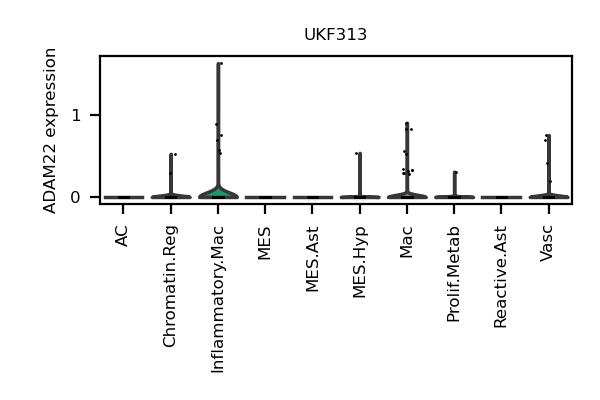 UKF313
ADAM22 expression
1
0
AC
Chromatin.Reg
Inflammatory.Mac
MES
MES.Ast
MES.Hyp
Mac
Prolif.Metab
Reactive.Ast
Vasc